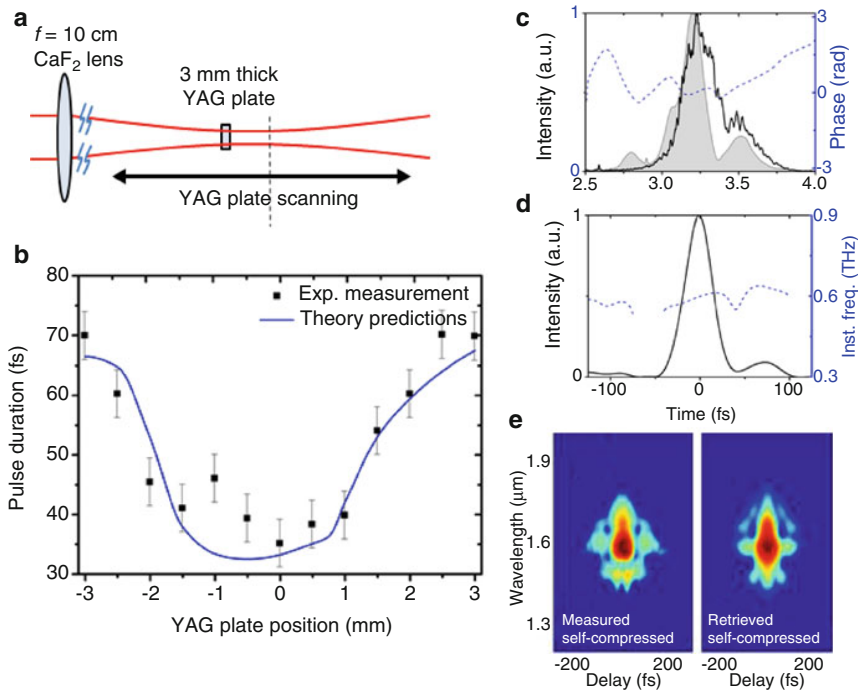 a
f = 10 cm
CaF₂ lens
3 mm thick
YAG plate
YAG plate scanning
b
Pulse duration (fs)
80
70
60
50
40
30
Exp. measurement
Theory predictions
-3
-2
-1
0
1
2
3
YAG plate position (mm)
c
Intensity (a.u.)
1
0
2.5
3.0
3.5
4.0
3
0
-3
Phase (rad)
d
Intensity (a.u.)
1
0
-100
0
100
Time (fs)
0.9
0.6
0.3
Inst. freq. (THz)
e
Wavelength (µm)
1.9
1.6
1.3
Measured
self-compressed
Retrieved
self-compressed
-200
200
Delay (fs)
-200
200
Delay (fs)